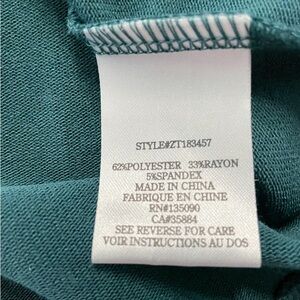 STYLE#ZT183457
62%POLYESTER 33%RAYON
5%SPANDEX
MADE IN CHINA
FABRIQUE EN CHINE
RN#135090
CA#35884
SEE REVERSE FOR CARE
VOIR INSTRUCTIONS AU DOS